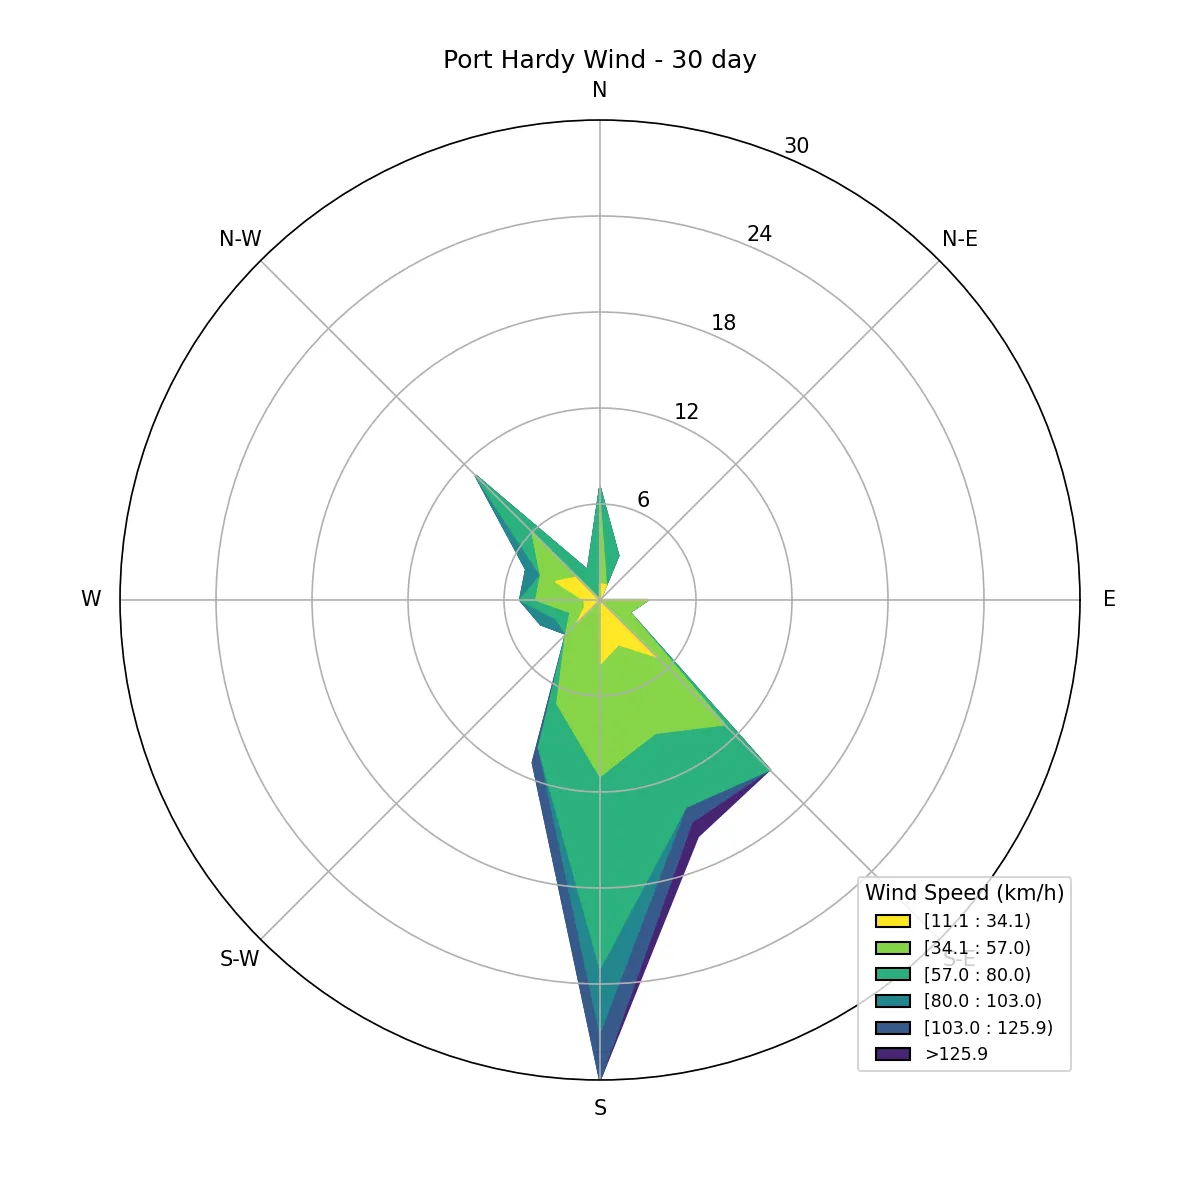 Port Hardy Wind - 30 day
N
30
N-W
N-E
24
18
12
6
W
E
S-W
S-E
Wind Speed (km/h)
[11.1 : 34.1)
[34.1 : 57.0)
[57.0 : 80.0)
[80.0 : 103.0)
[103.0 : 125.9)
>125.9
S